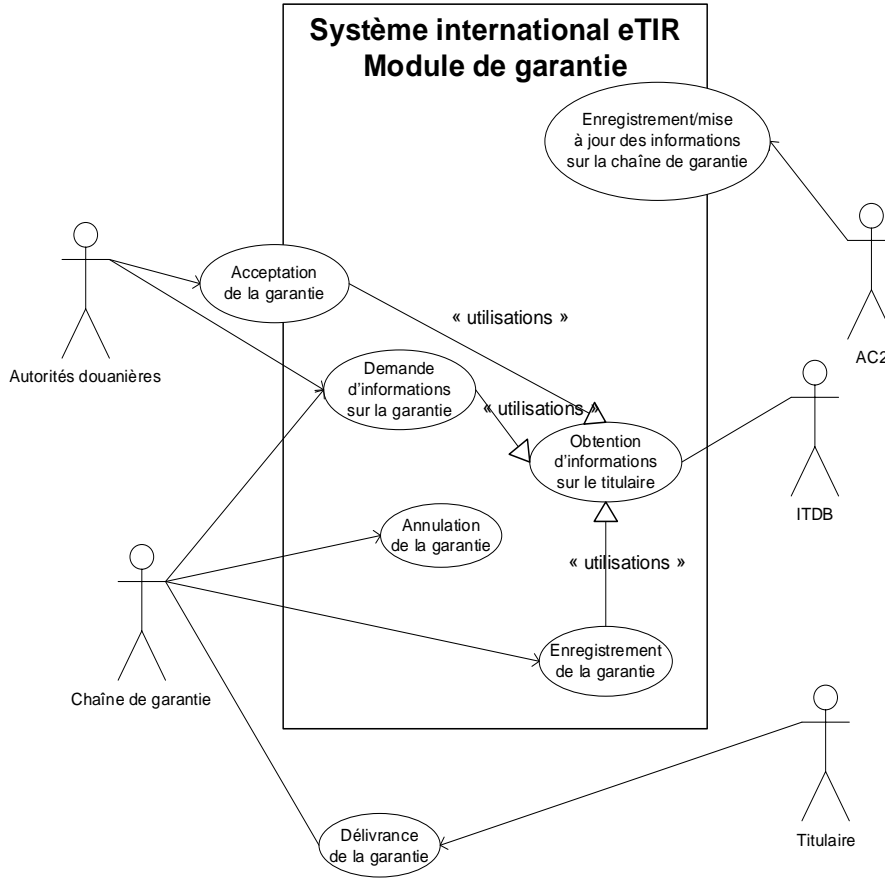 Système international eTIR
Module de garantie
Enregistrement/mise
à jour des informations
sur la chaîne de garantie
Acceptation
de la garantie
« utilisations »
AC2
Autorités douanières
Demande
d'informations
sur la garantie
« utilisations »
Obtention
d'informations
sur le titulaire
ITDB
Annulation
de la garantie
« utilisations »
Enregistrement
de la garantie
Chaîne de garantie
Délivrance
de la garantie
Titulaire